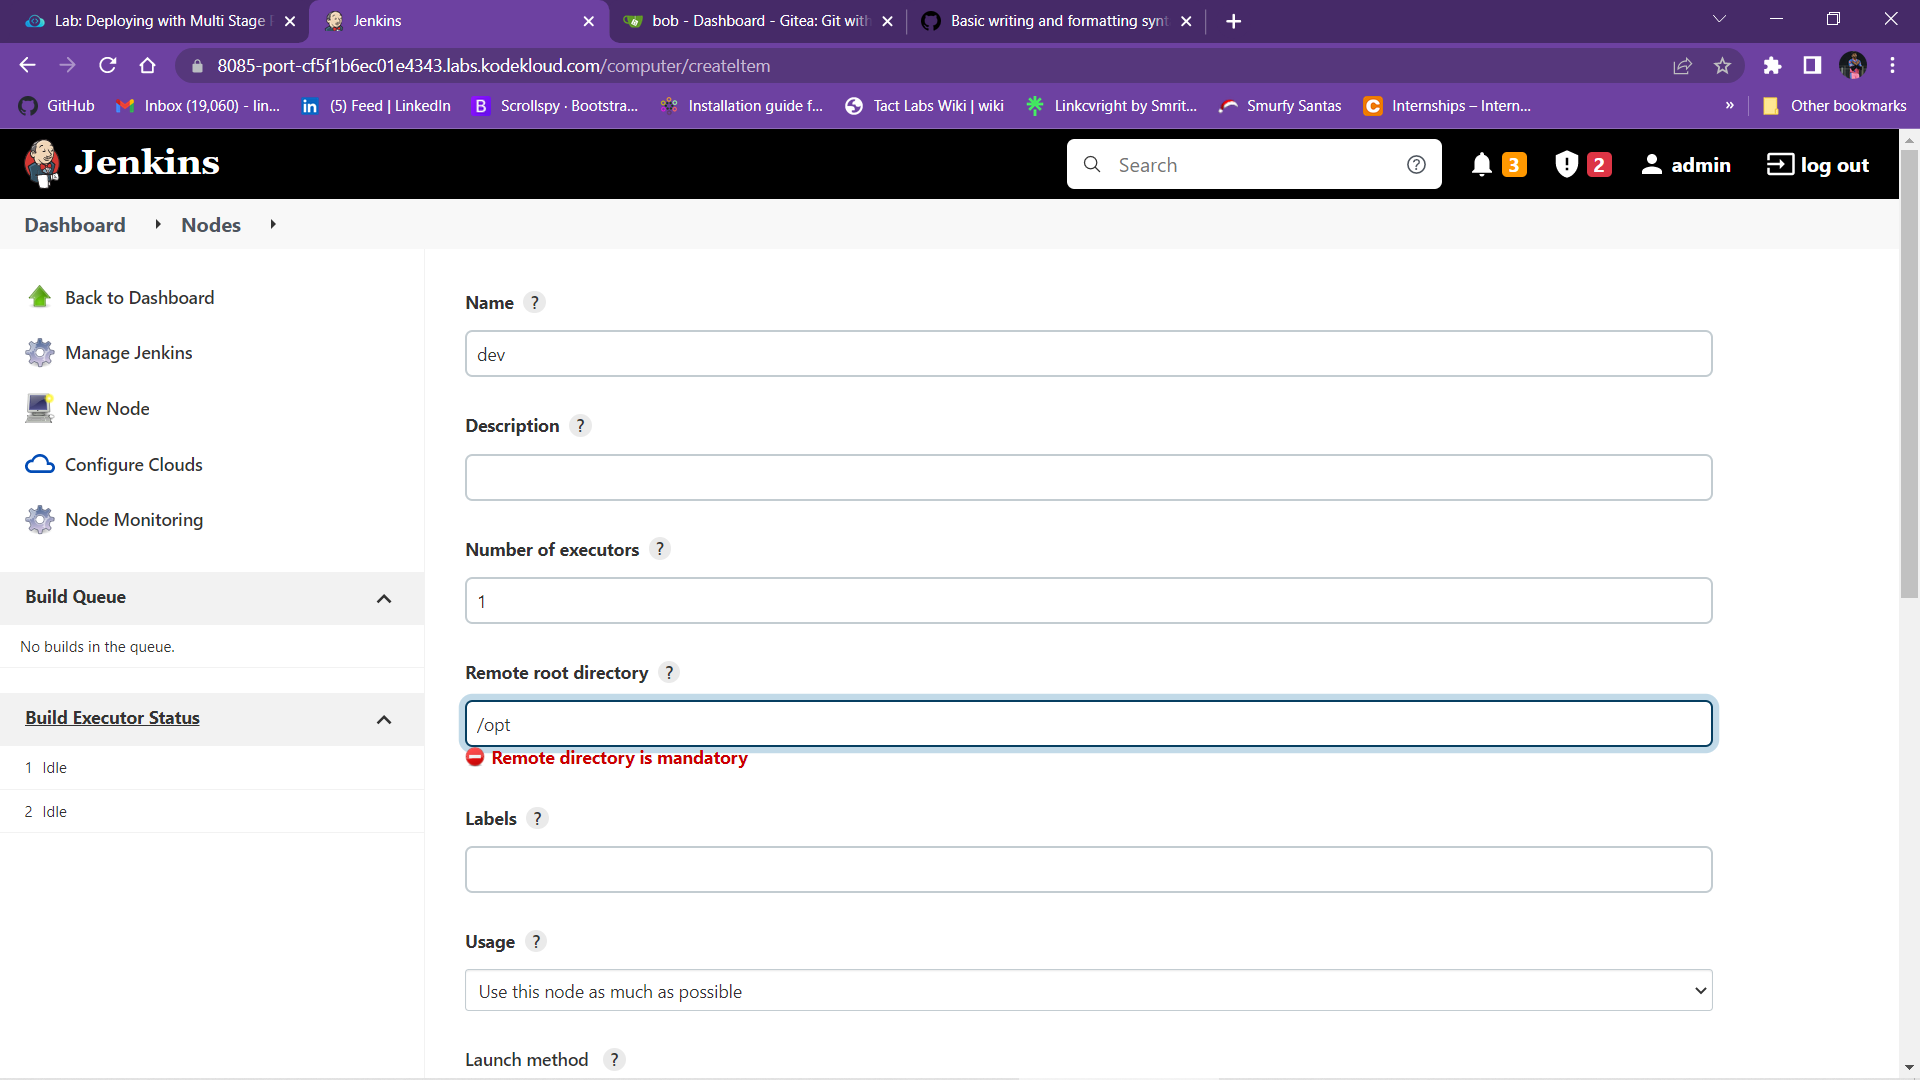 Lab: Deploying with Multi Stage
Jenkins
bob - Dashboard - Gitea: Git with
Basic writing and formatting synt
8085-port-cf5f1b6ec01e4343.labs.kodekloud.com/computer/createItem
GitHub
Inbox (19,060) - lin...
in
(5) Feed | LinkedIn
B
Scrollspy · Bootstra...
Installation guide f...
Tact Labs Wiki | wiki
Linkcvright by Smrit...
Smurfy Santas
C
Internships – Intern...
»
Other bookmarks
Jenkins
Search
?
3
2
admin
log out
Dashboard
Nodes
Back to Dashboard
Manage Jenkins
New Node
Configure Clouds
Node Monitoring
Build Queue
No builds in the queue.
Build Executor Status
1 Idle
2 Idle
Name ?
dev
Description ?
Number of executors ?
1
Remote root directory ?
/opt
Remote directory is mandatory
Labels ?
Usage ?
Use this node as much as possible
Launch method ?